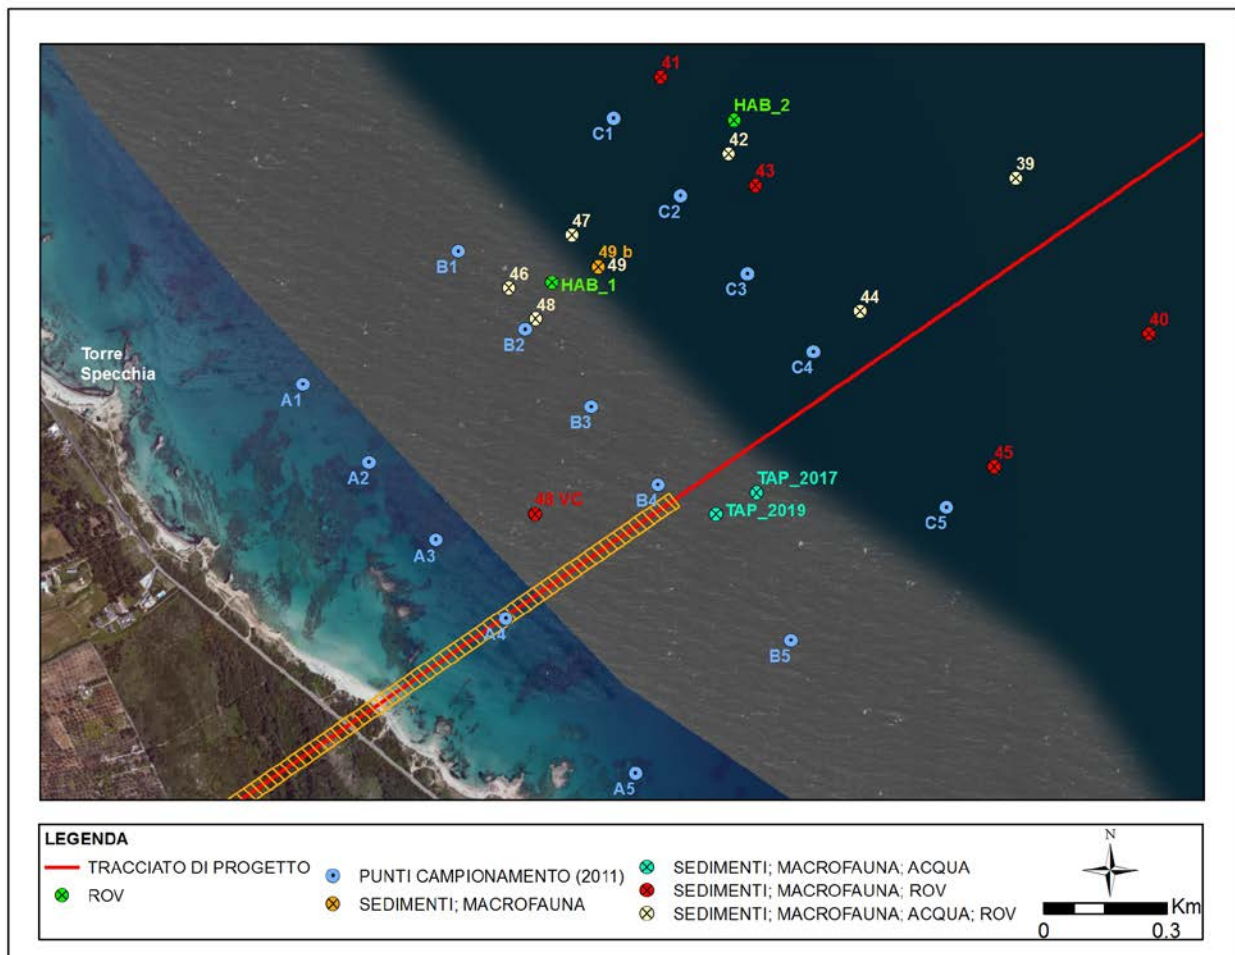 41
HAB_2
C1
42
39
43
C2
47
49 b
B1
49
C3
46
HAB_1
48
44
40
B2
Torre
Specchia
C4
A1
B3
45
A2
TAP_2017
B4
48 VC
TAP_2019
C5
A3
A4
B5
A5
LEGENDA
TRACCIATO DI PROGETTO
ROV
PUNTI CAMPIONAMENTO (2011)
SEDIMENTI; MACROFAUNA
SEDIMENTI; MACROFAUNA; ACQUA
SEDIMENTI; MACROFAUNA; ROV
SEDIMENTI; MACROFAUNA; ACQUA; ROV
N
Km
0 0.3